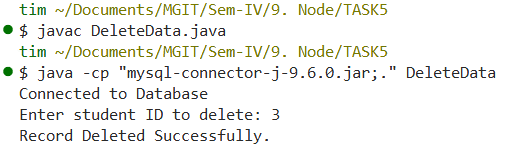 tim ~/Documents/MGIT/Sem-IV/9. Node/TASK5
$ javac DeleteData.java
tim ~/Documents/MGIT/Sem-IV/9. Node/TASK5
$ java -cp "mysql-connector-j-9.6.0.jar;." DeleteData
Connected to Database
Enter student ID to delete: 3
Record Deleted Successfully.